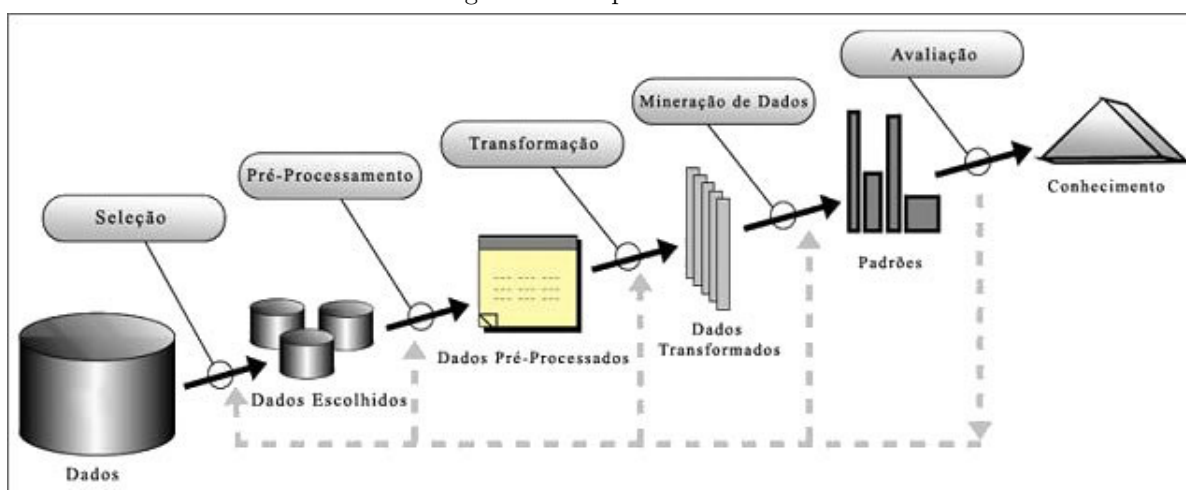 Avaliação
Mineração de Dados
Transformação
Pré-Processamento
Seleção
Conhecimento
Padrões
Dados
Transformados
Dados Pré-Processados
Dados Escolhidos
Dados